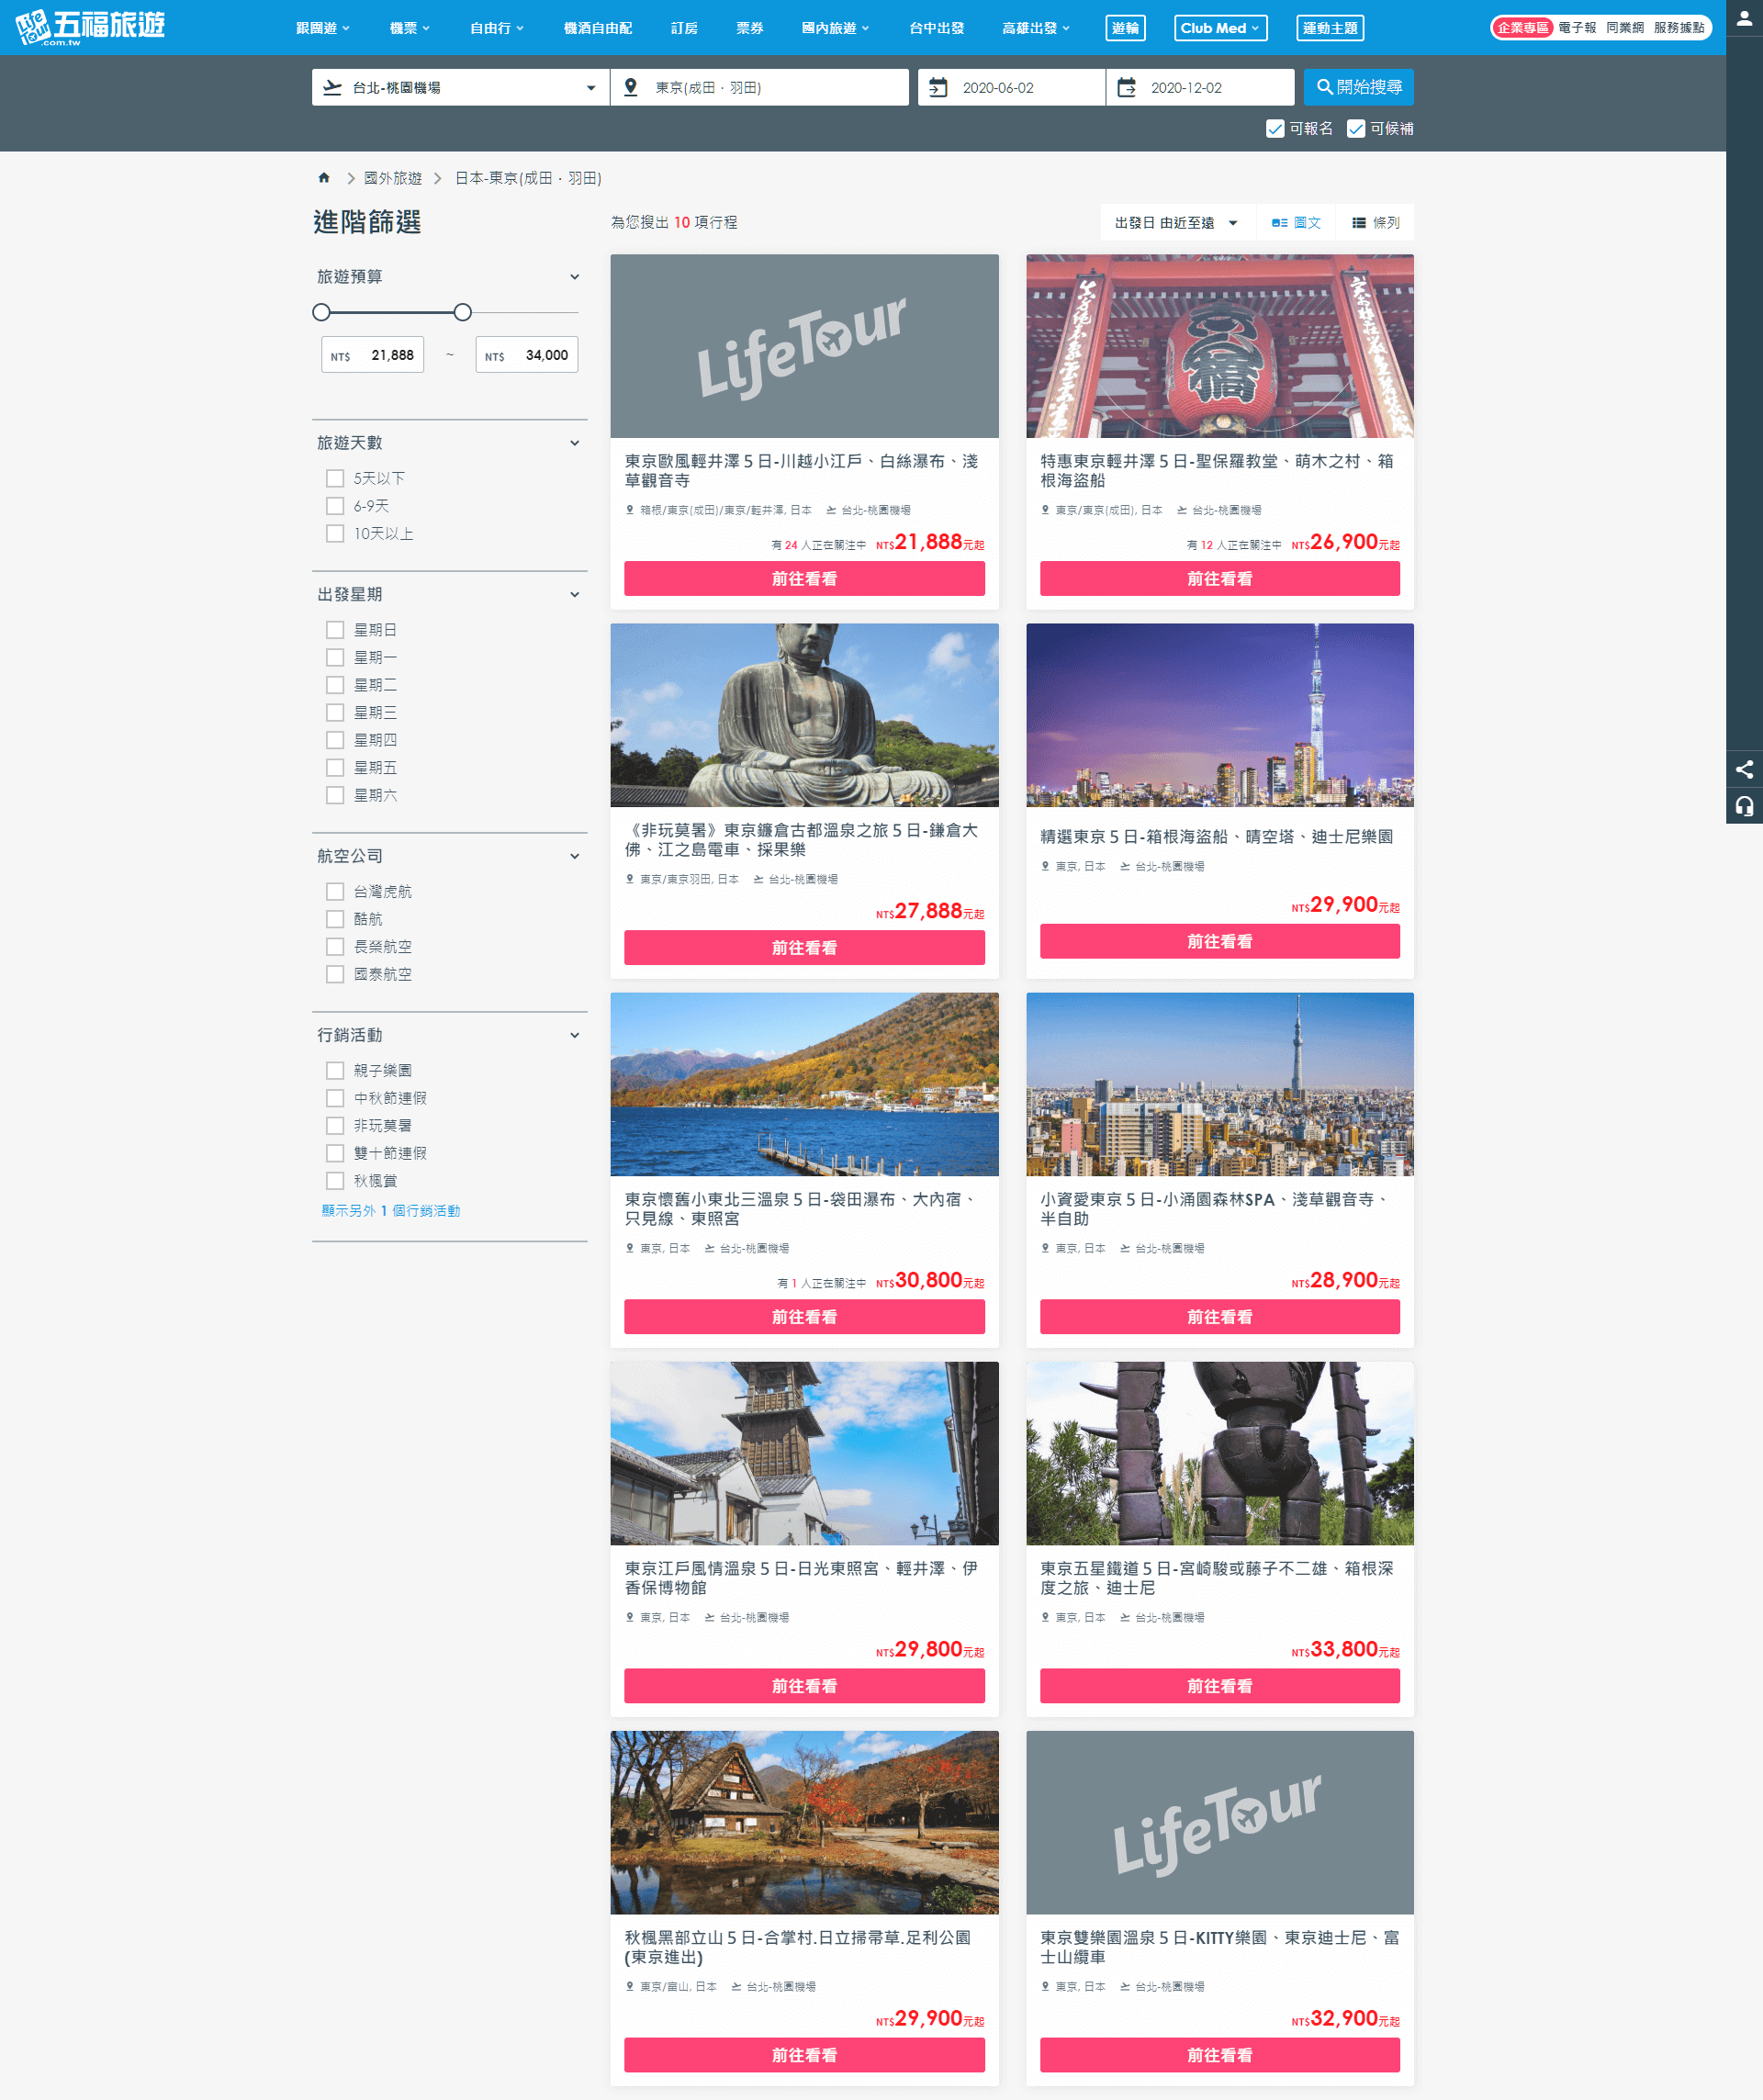 Life Tour 五福旅遊
.com.tw
跟團遊 機票 自由行 機酒自由配 訂房 票券 國內旅遊 台中出發 高雄出發 遊輪 Club Med 運動主題 企業專區 電子報 同業網 服務據點
台北-桃園機場 東京(成田・羽田) 2020-06-02 2020-12-02 開始搜尋
可報名 可候補
國外旅遊 日本-東京(成田・羽田)
進階篩選
為您搜出 10 項行程 出發日 由近至遠 圖文 條列
旅遊預算
NT$ 21,888 ~ NT$ 34,000
旅遊天數
5天以下
6-9天
10天以上
出發星期
星期日
星期一
星期二
星期三
星期四
星期五
星期六
航空公司
台灣虎航
酷航
長榮航空
國泰航空
行銷活動
親子樂園
中秋節連假
非玩莫暑
雙十節連假
秋楓賞
顯示另外 1 個行銷活動
LifeTour
東京歐風輕井澤５日-川越小江戶、白絲瀑布、淺
草觀音寺
箱根/東京(成田)/東京/輕井澤, 日本 台北-桃園機場
有 24 人正在關注中 NT$21,888元起
前往看看
特惠東京輕井澤５日-聖保羅教堂、萌木之村、箱
根海盜船
東京/東京(成田), 日本 台北-桃園機場
有 12 人正在關注中 NT$26,900元起
前往看看
《非玩莫暑》東京鐮倉古都溫泉之旅５日-鎌倉大
佛、江之島電車、採果樂
東京/東京羽田, 日本 台北-桃園機場
NT$27,888元起
前往看看
精選東京５日-箱根海盜船、晴空塔、迪士尼樂園
東京, 日本 台北-桃園機場
NT$29,900元起
前往看看
東京懷舊小東北三溫泉５日-袋田瀑布、大內宿、
只見線、東照宮
東京, 日本 台北-桃園機場
有 1 人正在關注中 NT$30,800元起
前往看看
小資愛東京５日-小涌園森林SPA、淺草觀音寺、
半自助
東京, 日本 台北-桃園機場
NT$28,900元起
前往看看
東京江戶風情溫泉５日-日光東照宮、輕井澤、伊
香保博物館
東京, 日本 台北-桃園機場
NT$29,800元起
前往看看
東京五星鐵道５日-宮崎駿或藤子不二雄、箱根深
度之旅、迪士尼
東京, 日本 台北-桃園機場
NT$33,800元起
前往看看
秋楓黑部立山５日-合掌村.日立掃帚草.足利公園
(東京進出)
東京/富山, 日本 台北-桃園機場
NT$29,900元起
前往看看
LifeTour
東京雙樂園溫泉５日-KITTY樂園、東京迪士尼、富
士山纜車
東京, 日本 台北-桃園機場
NT$32,900元起
前往看看